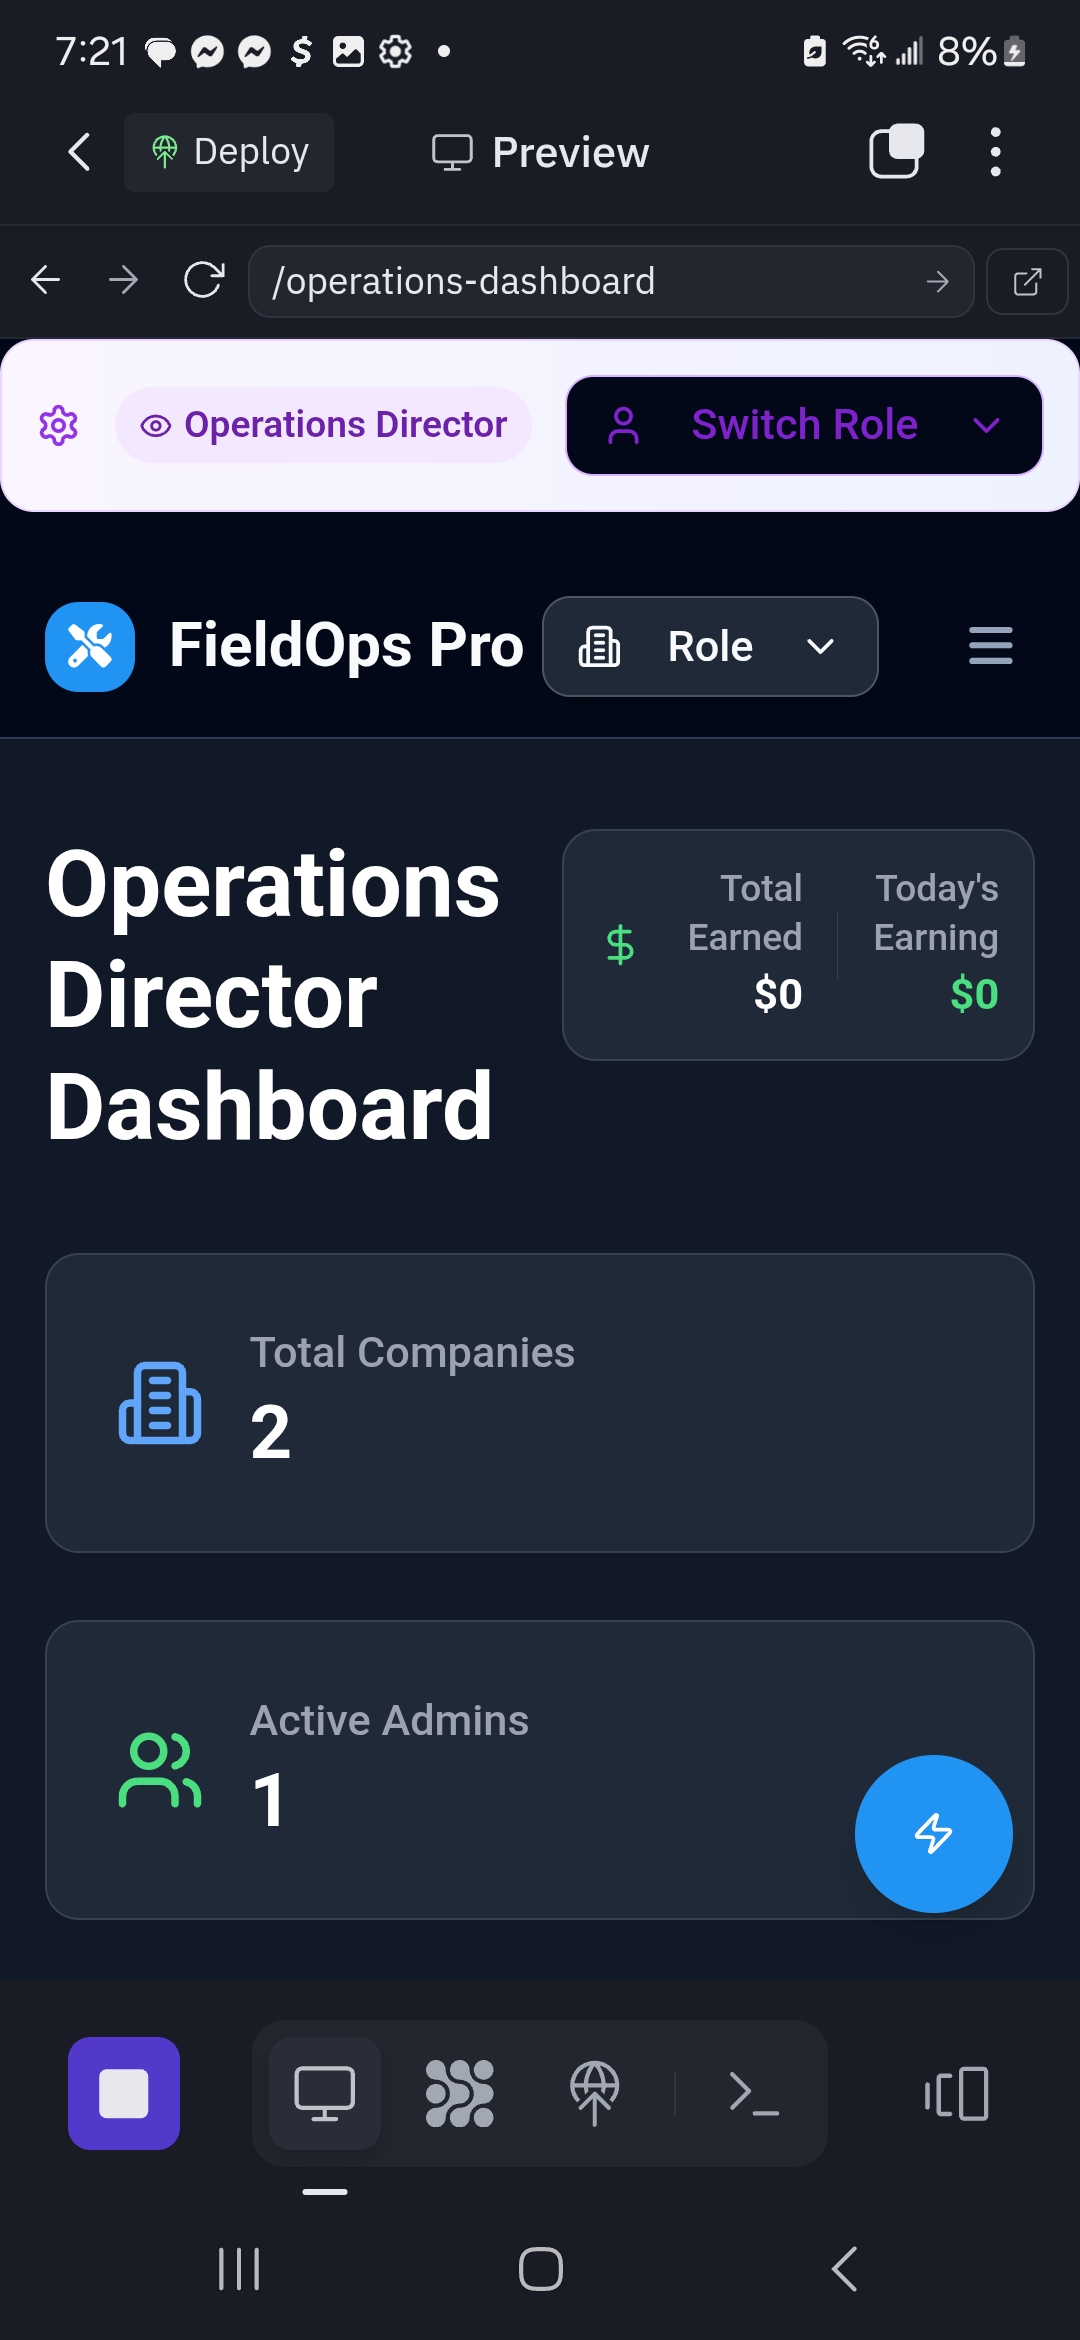 7:21
8%
Deploy
Preview
/operations-dashboard
Operations Director
Switch Role
FieldOps Pro
Role
Operations
Director
Dashboard
Total
Earned
$0
Today's
Earning
$0
Total Companies
2
Active Admins
1